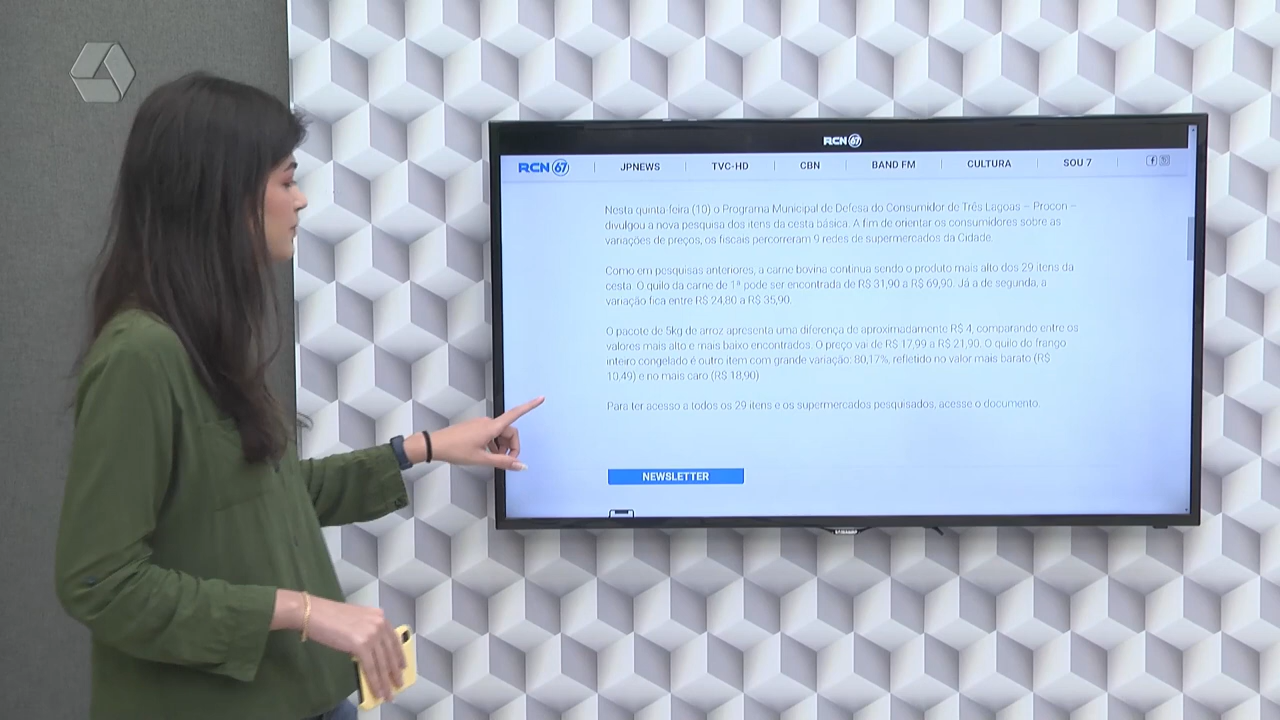 RCN 67
RCN 67 JPNEWS TVC-HD CBN BAND FM CULTURA SOU 7
Nesta quinta-feira (10) o Programa Municipal de Defesa do Consumidor de Três Lagoas – Procon –
divulgou a nova pesquisa dos itens da cesta básica. A fim de orientar os consumidores sobre as
variações de preços, os fiscais percorreram 9 redes de supermercados da Cidade.
Como em pesquisas anteriores, a carne bovina continua sendo o produto mais alto dos 29 itens da
cesta. O quilo da carne de 1ª pode ser encontrada de R$ 31,90 a R$ 69,90. Já a de segunda, a
variação fica entre R$ 24,80 a R$ 35,90.
O pacote de 5kg de arroz apresenta uma diferença de aproximadamente R$ 4, comparando entre os
valores mais alto e mais baixo encontrados. O preço vai de R$ 17,99 a R$ 21,90. O quilo do frango
inteiro congelado é outro item com grande variação: 80,17%, refletido no valor mais barato (R$
10,49) e no mais caro (R$ 18,90)
Para ter acesso a todos os 29 itens e os supermercados pesquisados, acesse o documento.
NEWSLETTER